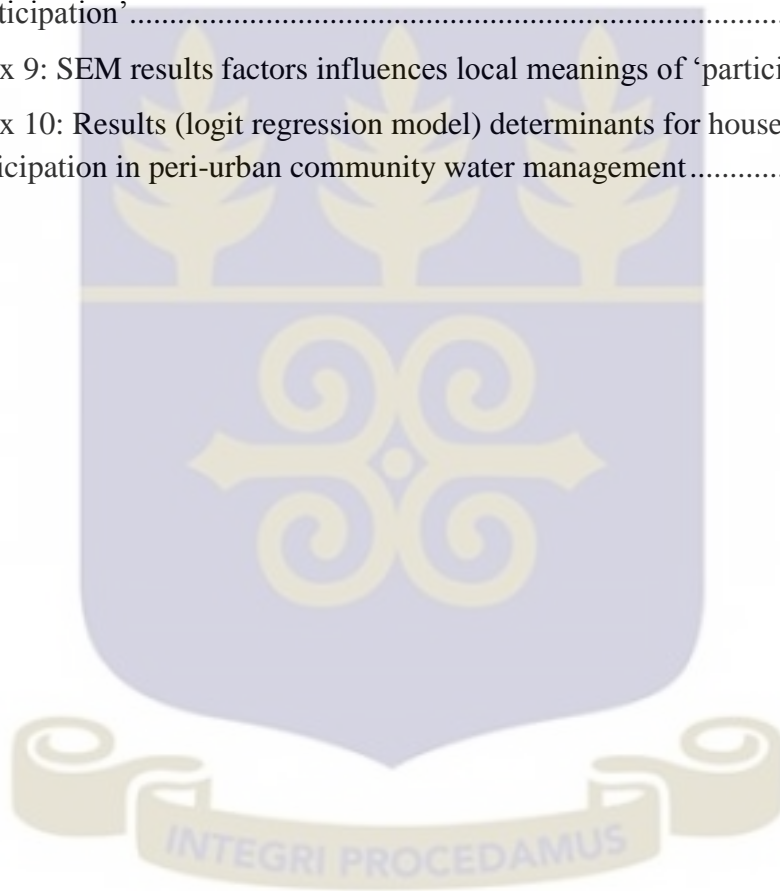 ticipation’...............................................................................
x 9: SEM results factors influences local meanings of ‘partici
x 10: Results (logit regression model) determinants for house
icipation in peri-urban community water management..............
INTEGRI PROCEDAMUS